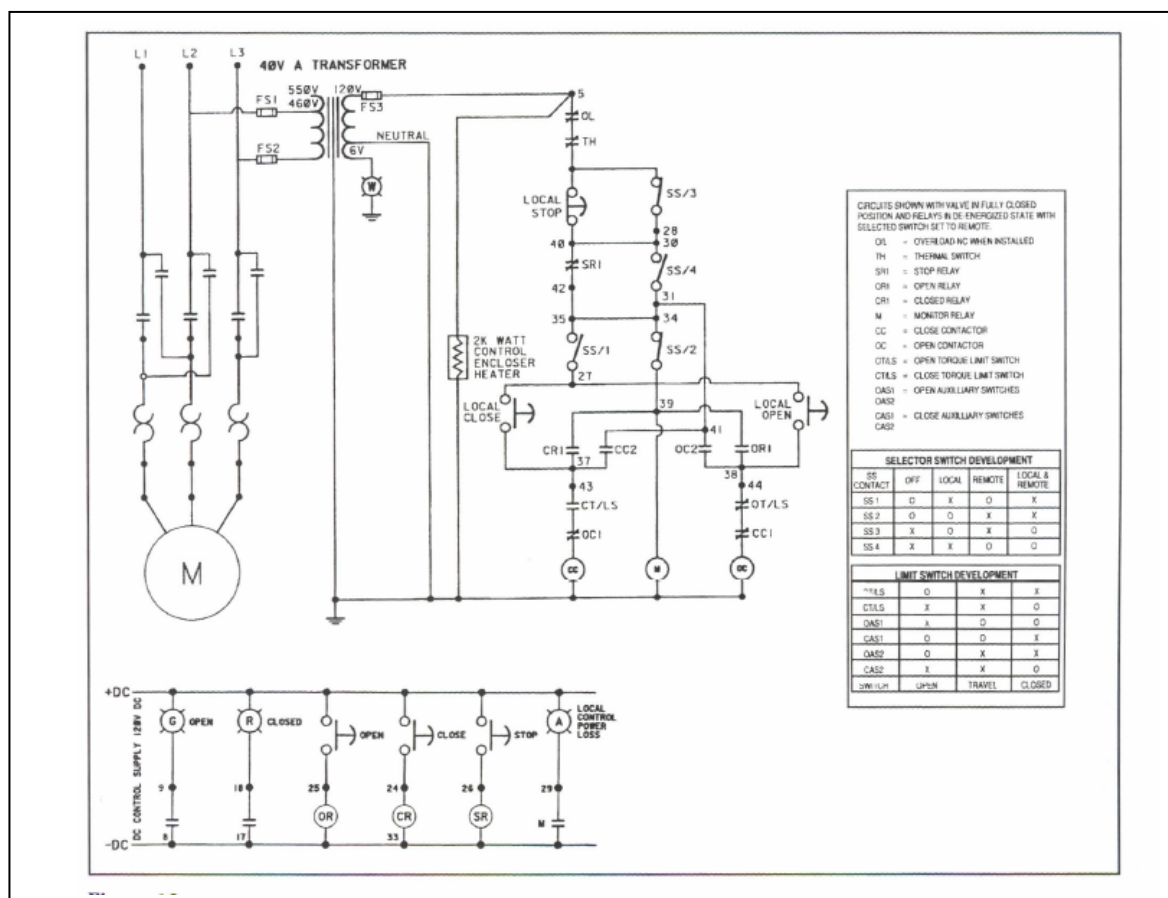 L1 L2 L3
40V A TRANSFORMER
550V 120V
460V
FS1
FS3
FS2
NEUTRAL
6V
W
5
OL
TH
LOCAL
STOP
SS/3
28
40 30
SR1
SS/4
42
31
35 34
SS/1
SS/2
27
2K WATT
CONTROL
ENCLOSER
HEATER
LOCAL
CLOSE
LOCAL
OPEN
39
41
CR1 CC2 OC2 OR1
37 38
43 44
CT/LS OT/LS
OC1 CC1
CC M OC
M
CIRCUITS SHOWN WITH VALVE IN FULLY CLOSED
POSITION AND RELAYS IN DE-ENERGIZED STATE WITH
SELECTED SWITCH SET TO REMOTE.
O/L = OVERLOAD-NC WHEN INSTALLED
TH = THERMAL SWITCH
SR1 = STOP RELAY
OR1 = OPEN RELAY
CR1 = CLOSED RELAY
M = MONITOR RELAY
CC = CLOSE CONTACTOR
OC = OPEN CONTACTOR
OT/LS = OPEN TORQUE LIMIT SWITCH
CT/LS = CLOSE TORQUE LIMIT SWITCH
OAS1 = OPEN AUXILLIARY SWITCHES
OAS2
CAS1 = CLOSE AUXILLIARY SWITCHES
CAS2
SELECTOR SWITCH DEVELOPMENT
SS CONTACT OFF LOCAL REMOTE LOCAL & REMOTE
SS 1 O X O X
SS 2 O O X X
SS 3 X O X O
SS 4 X X O O
LIMIT SWITCH DEVELOPMENT
OT/LS O X X
CT/LS X X O
OAS1 X O O
CAS1 O O X
OAS2 O X X
CAS2 X X O
SWITCH OPEN TRAVEL CLOSED
+DC
DC CONTROL SUPPLY 120V DC
G OPEN
R CLOSED
OPEN
CLOSE
STOP
A
LOCAL
CONTROL
POWER
LOSS
9 18 25 24 26 29
OR CR SR M
8 17 33
-DC